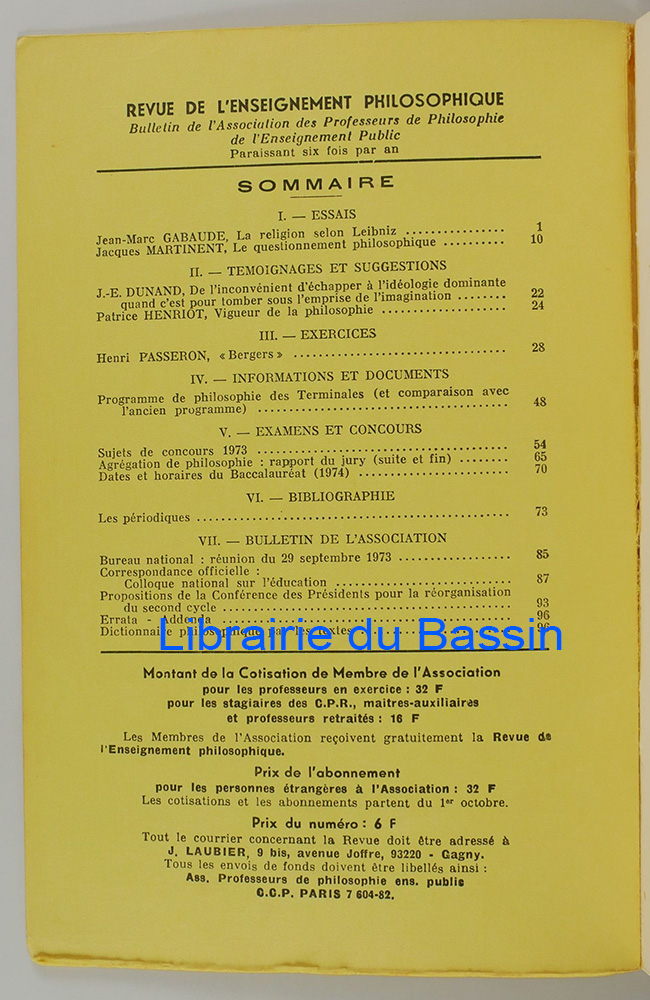 REVUE DE L'ENSEIGNEMENT PHILOSOPHIQUE
Bulletin de l'Association des Professeurs de Philosophie
de l'Enseignement Public
Paraissant six fois par an
SOMMAIRE
I. — ESSAIS
Jean-Marc GABAUDE, La religion selon Leibniz ............... 1
Jacques MARTINENT, Le questionnement philosophique .......... 10
II. — TEMOIGNAGES ET SUGGESTIONS
J.-E. DUNAND, De l'inconvénient d'échapper à l'idéologie dominante
quand c'est pour tomber sous l'emprise de l'imagination ........ 22
Patrice HENRIOT, Vigueur de la philosophie .................. 24
III. — EXERCICES
Henri PASSERON, « Bergers » ................................ 28
IV. — INFORMATIONS ET DOCUMENTS
Programme de philosophie des Terminales (et comparaison avec
l'ancien programme) ...................................... 48
V. — EXAMENS ET CONCOURS
Sujets de concours 1973 ...................................... 54
Agrégation de philosophie : rapport du jury (suite et fin) ........ 65
Dates et horaires du Baccalauréat (1974) ....................... 70
VI. — BIBLIOGRAPHIE
Les périodiques ............................................... 73
VII. — BULLETIN DE L'ASSOCIATION
Bureau national : réunion du 29 septembre 1973 ................. 85
Correspondance officielle :
Colloque national sur l'éducation .......................... 87
Propositions de la Conférence des Présidents pour la réorganisation
du second cycle ........................................... 93
Errata - Addenda ........................................... 96
Dictionnaire philosophique par les textes .................. 96
Librairie du Bassin
Montant de la Cotisation de Membre de l'Association
pour les professeurs en exercice : 32 F
pour les stagiaires des C.P.R., maitres-auxiliaires
et professeurs retraités : 16 F
Les Membres de l'Association reçoivent gratuitement la Revue de
l'Enseignement philosophique.
Prix de l'abonnement
pour les personnes étrangères à l'Association : 32 F
Les cotisations et les abonnements partent du 1er octobre.
Prix du numéro : 6 F
Tout le courrier concernant la Revue doit être adressé à
J. LAUBIER, 9 bis, avenue Joffre, 93220 - Gagny.
Tous les envois de fonds doivent être libellés ainsi :
Ass. Professeurs de philosophie ens. public
C.C.P. PARIS 7 604-82.